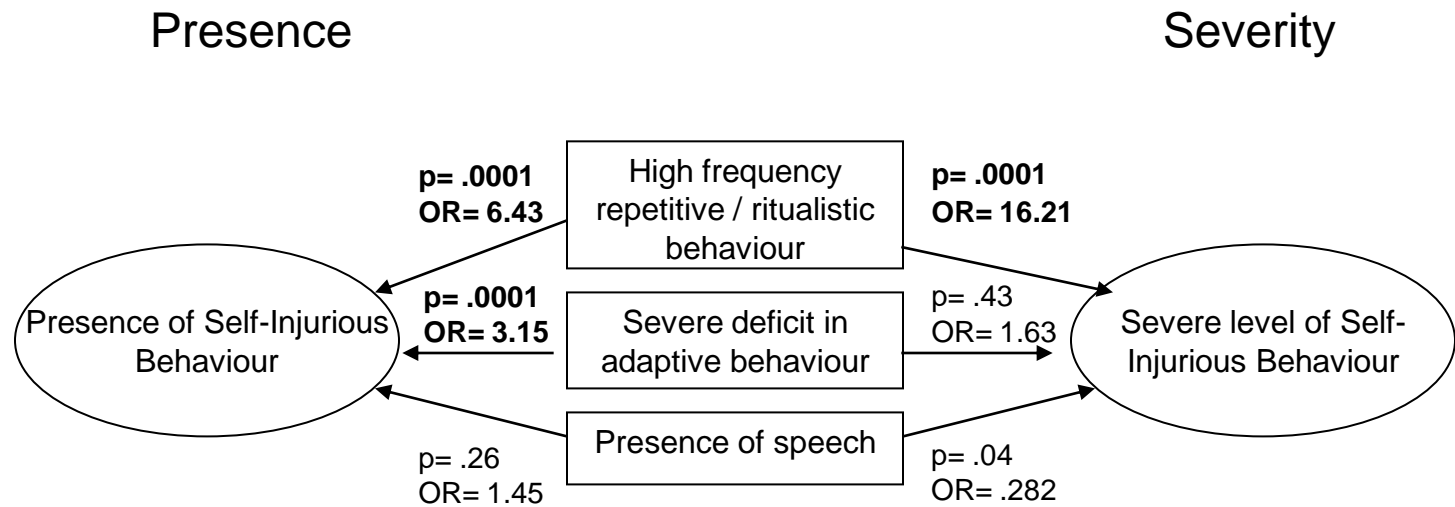 Presence
Severity
p= .0001
OR= 6.43
High frequency
repetitive / ritualistic
behaviour
p= .0001
OR= 16.21
Presence of Self-Injurious
Behaviour
p= .0001
OR= 3.15
Severe deficit in
adaptive behaviour
p= .43
OR= 1.63
Severe level of Self-
Injurious Behaviour
p= .26
OR= 1.45
Presence of speech
p= .04
OR= .282